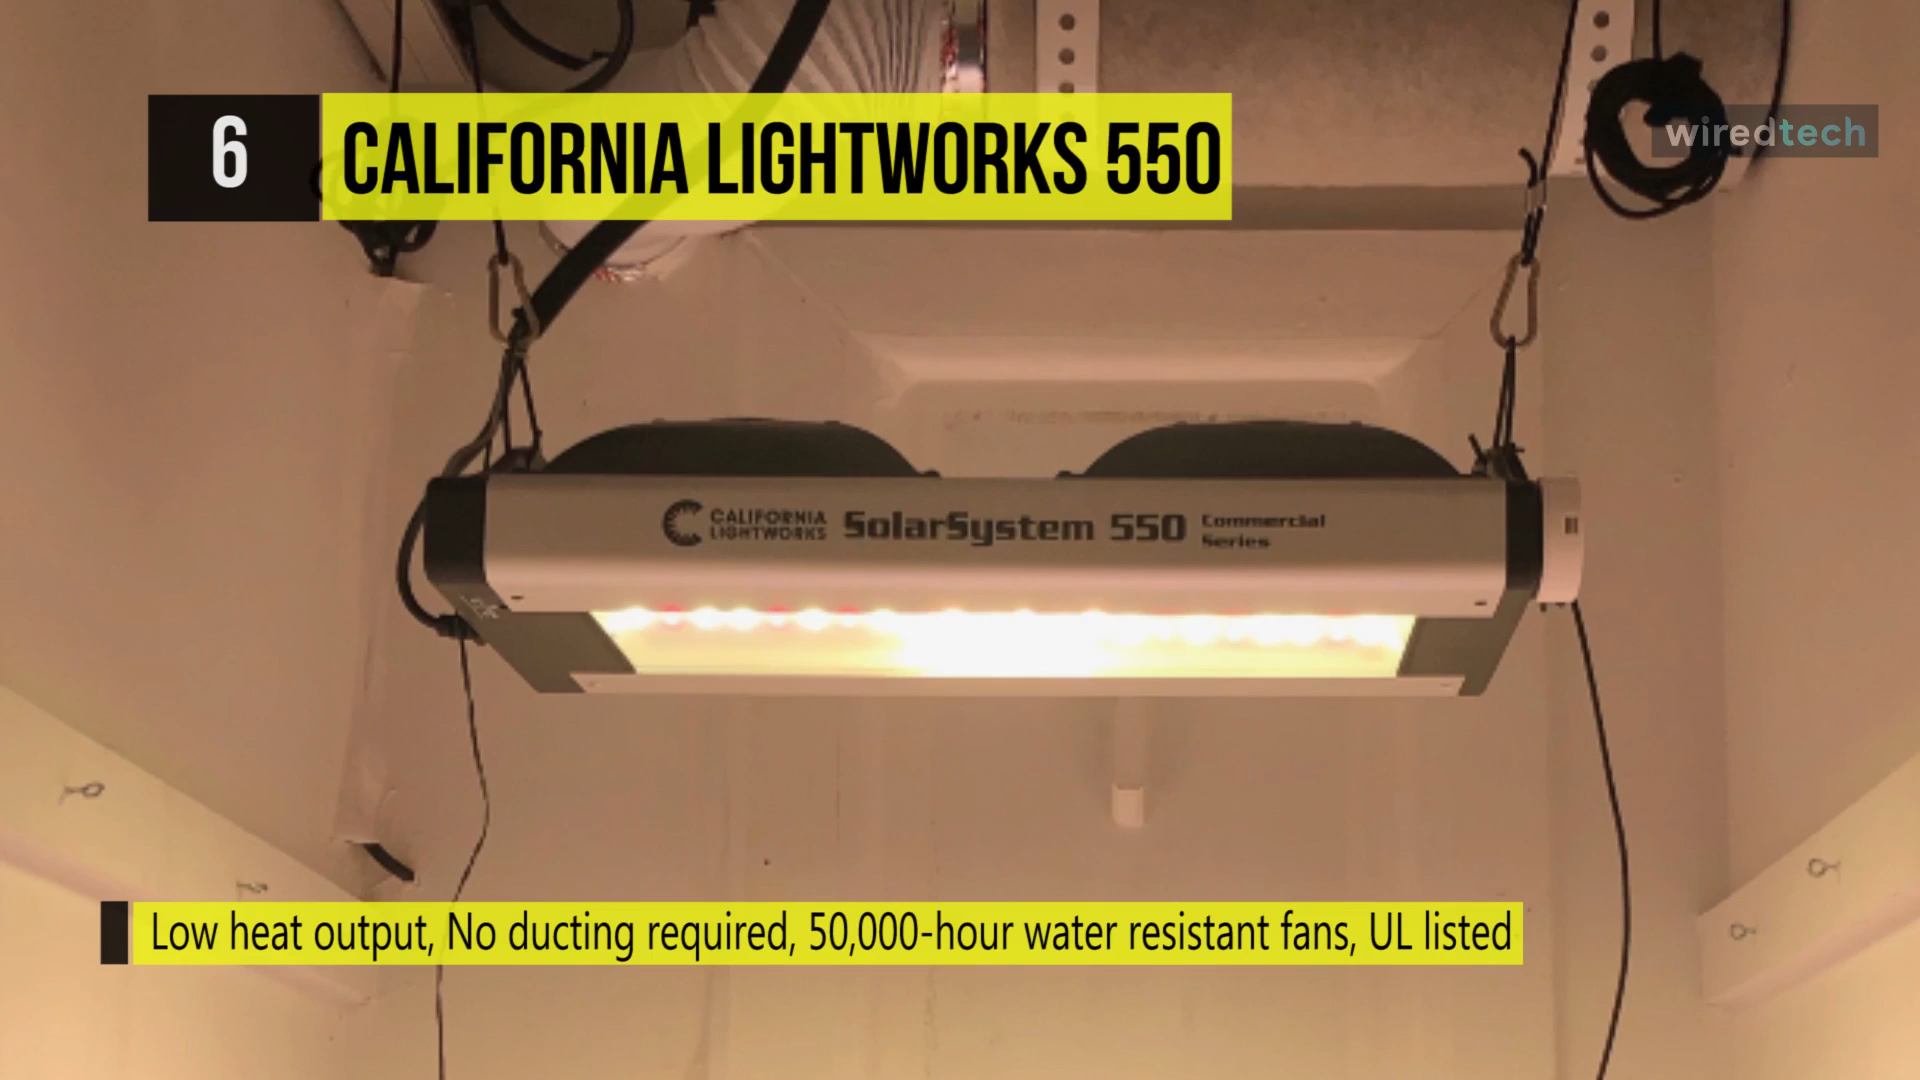 6 CALIFORNIA LIGHTWORKS 550
wiredtech
CALIFORNIA
LIGHTWORKS
SolarSystem 550
Commercial
Series
Low heat output, No ducting required, 50,000-hour water resistant fans, UL listed